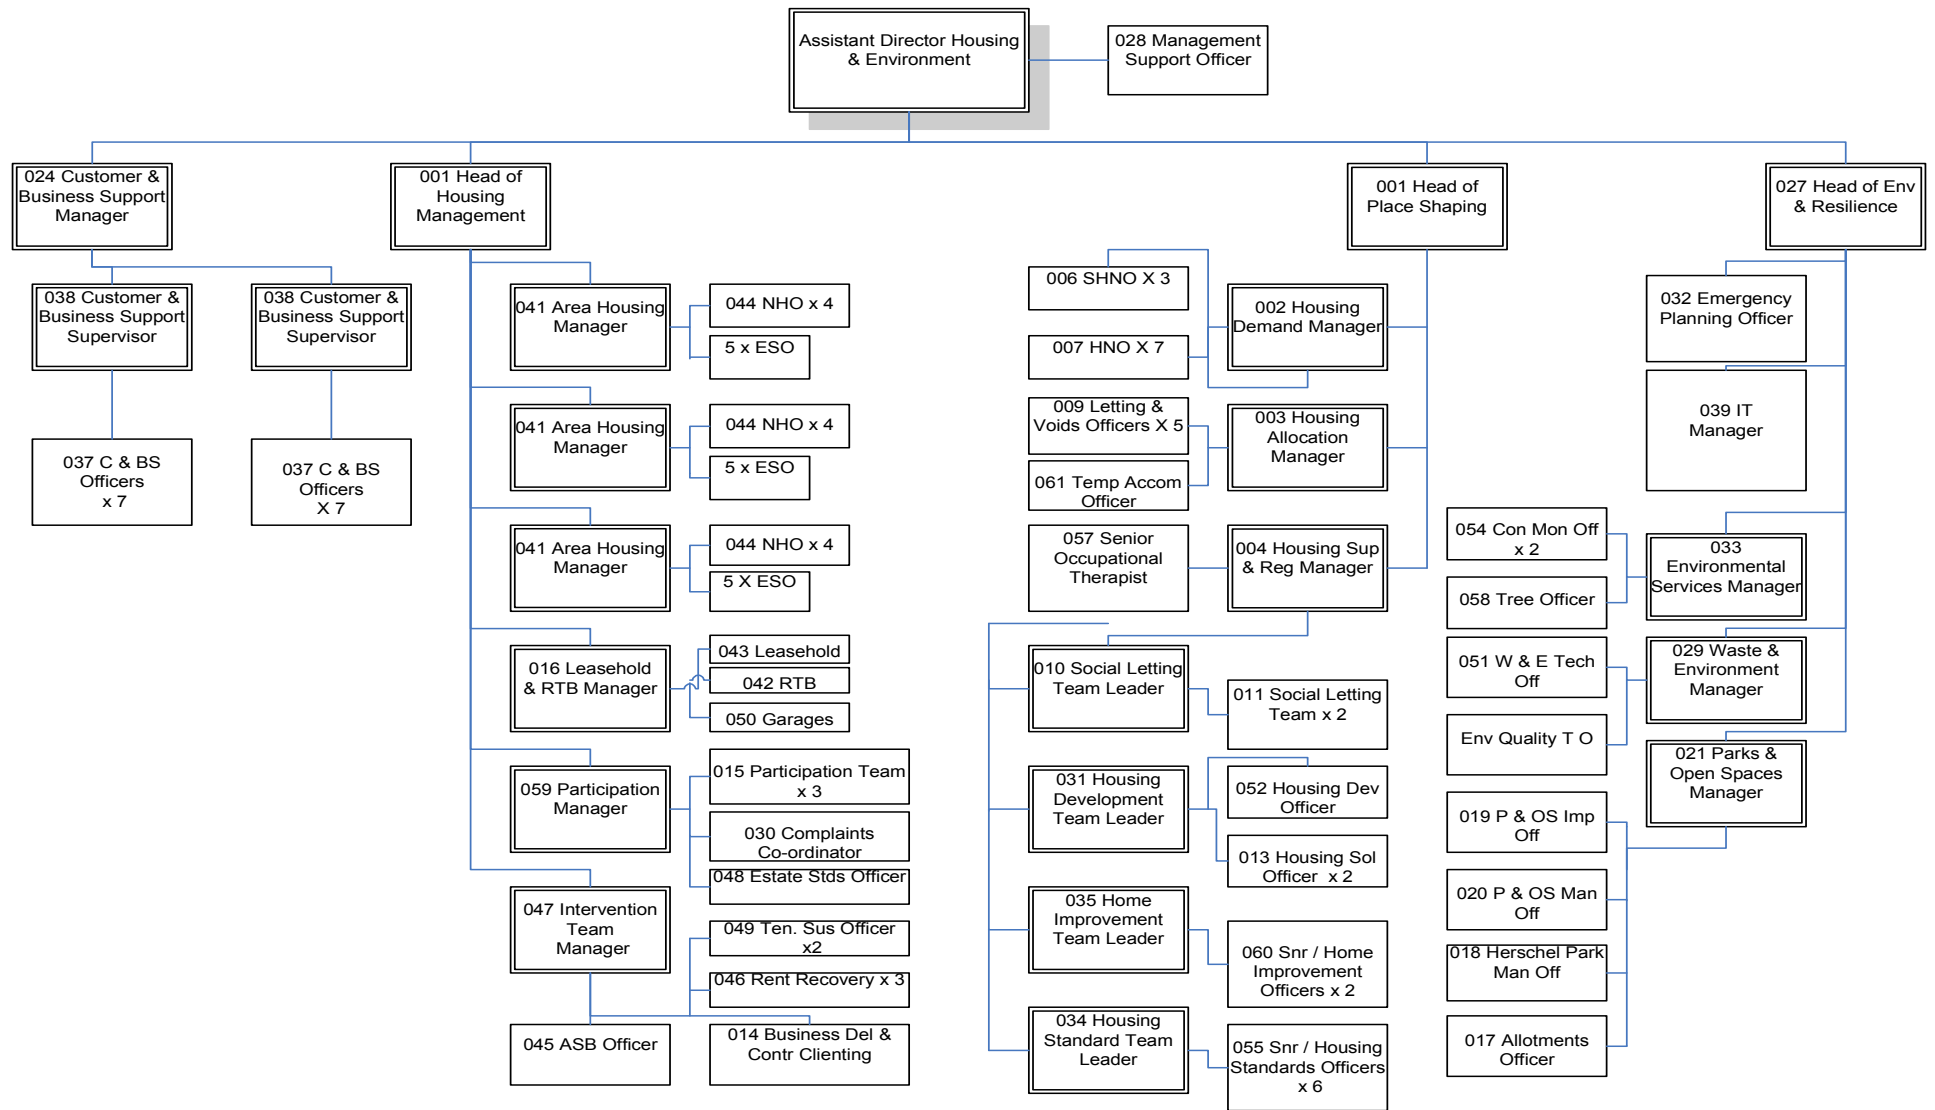 Assistant Director Housing
& Environment
028 Management
Support Officer
024 Customer &
Business Support
Manager
001 Head of
Housing
Management
001 Head of
Place Shaping
027 Head of Env
& Resilience
038 Customer &
Business Support
Supervisor
038 Customer &
Business Support
Supervisor
037 C & BS
Officers
x 7
037 C & BS
Officers
X 7
041 Area Housing
Manager
044 NHO x 4
5 x ESO
041 Area Housing
Manager
044 NHO x 4
5 x ESO
041 Area Housing
Manager
044 NHO x 4
5 X ESO
016 Leasehold
& RTB Manager
043 Leasehold
042 RTB
050 Garages
059 Participation
Manager
015 Participation Team
x 3
030 Complaints
Co-ordinator
048 Estate Stds Officer
047 Intervention
Team
Manager
049 Ten. Sus Officer
x2
046 Rent Recovery x 3
045 ASB Officer
014 Business Del &
Contr Clienting
006 SHNO X 3
007 HNO X 7
002 Housing
Demand Manager
009 Letting &
Voids Officers X 5
061 Temp Accom
Officer
003 Housing
Allocation
Manager
057 Senior
Occupational
Therapist
004 Housing Sup
& Reg Manager
010 Social Letting
Team Leader
011 Social Letting
Team x 2
031 Housing
Development
Team Leader
052 Housing Dev
Officer
013 Housing Sol
Officer  x 2
035 Home
Improvement
Team Leader
060 Snr / Home
Improvement
Officers x 2
034 Housing
Standard Team
Leader
055 Snr / Housing
Standards Officers
x 6
032 Emergency
Planning Officer
039 IT
Manager
054 Con Mon Off
x 2
058 Tree Officer
033
Environmental
Services Manager
051 W & E Tech
Off
Env Quality T O
029 Waste &
Environment
Manager
021 Parks &
Open Spaces
Manager
019 P & OS Imp
Off
020 P & OS Man
Off
018 Herschel Park
Man Off
017 Allotments
Officer